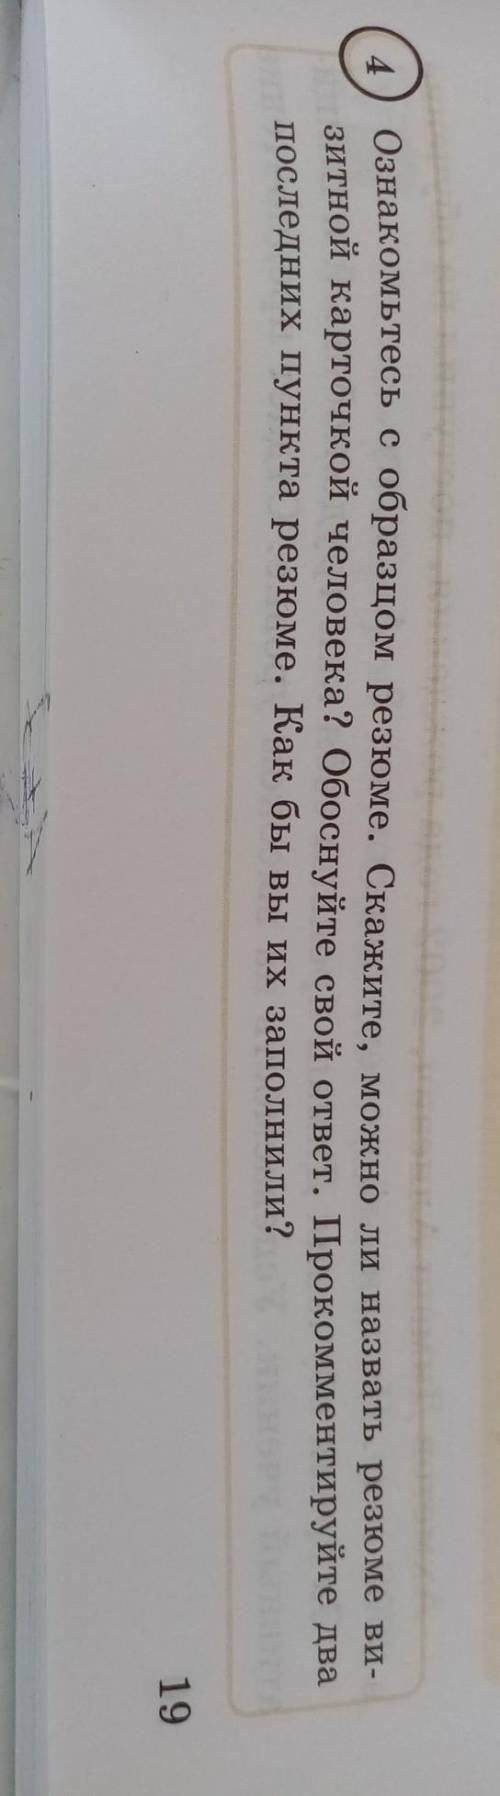 4 Ознакомьтесь с образцом резюме. Скажите, можно ли назвать резюме ви-
зитной карточкой человека? Обоснуйте свой ответ. Прокомментируйте два
последних пункта резюме. Как бы вы их заполнили?
19